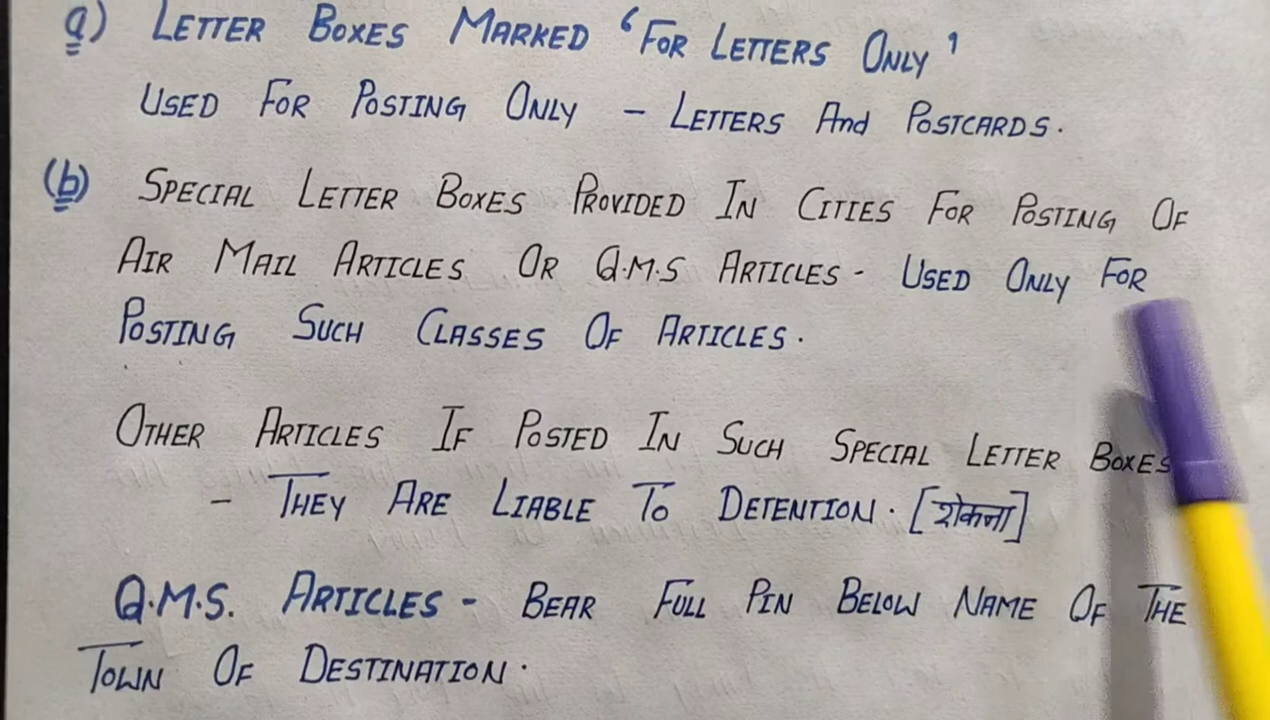 a) LETTER BOXES MARKED 'FOR LETTERS ONLY'
USED FOR POSTING ONLY - LETTERS And POSTCARDS.
(b) SPECIAL LETTER BOXES PROVIDED IN CITIES FOR POSTING OF
AIR MAIL ARTICLES OR Q.M.S ARTICLES - USED ONLY FOR
POSTING SUCH CLASSES OF ARTICLES.
OTHER ARTICLES IF POSTED IN SUCH SPECIAL LETTER BOXES
- THEY ARE LIABLE TO DETENTION. [रोकना]
Q.M.S. ARTICLES - BEAR FULL PIN BELOW NAME OF THE
TOWN OF DESTINATION.